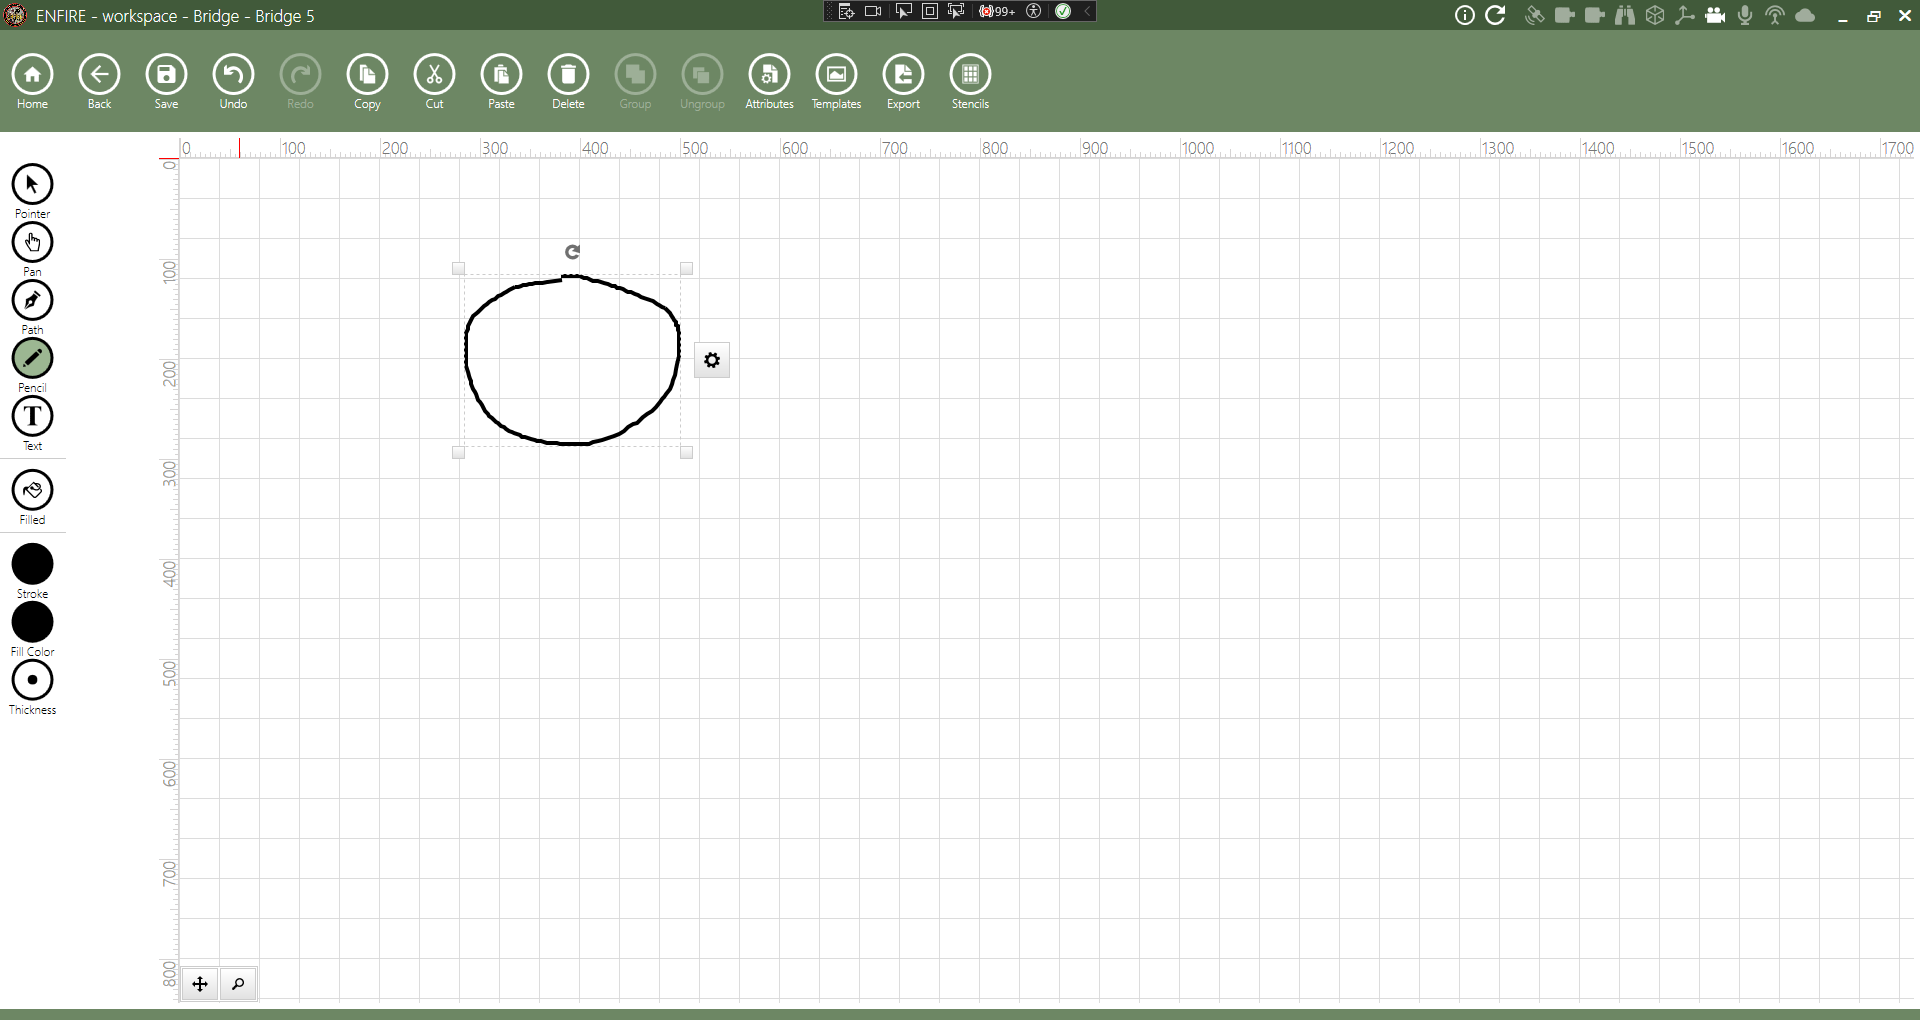 ENFIRE - workspace - Bridge - Bridge 5
99+
Home Back Save Undo Redo Copy Cut Paste Delete Group Ungroup Attributes Templates Export Stencils
0 100 200 300 400 500 600 700 800 900 1000 1100 1200 1300 1400 1500 1600 1700
0
100
200
300
400
500
600
700
800
Pointer
Pan
Path
Pencil
T
Text
Filled
Stroke
Fill Color
Thickness